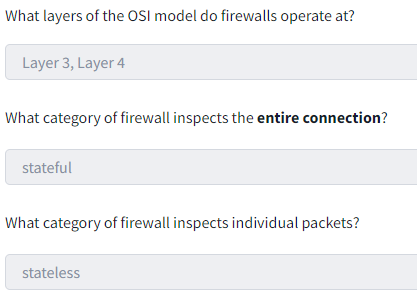 What layers of the OSI model do firewalls operate at?
Layer 3, Layer 4
What category of firewall inspects the entire connection?
stateful
What category of firewall inspects individual packets?
stateless